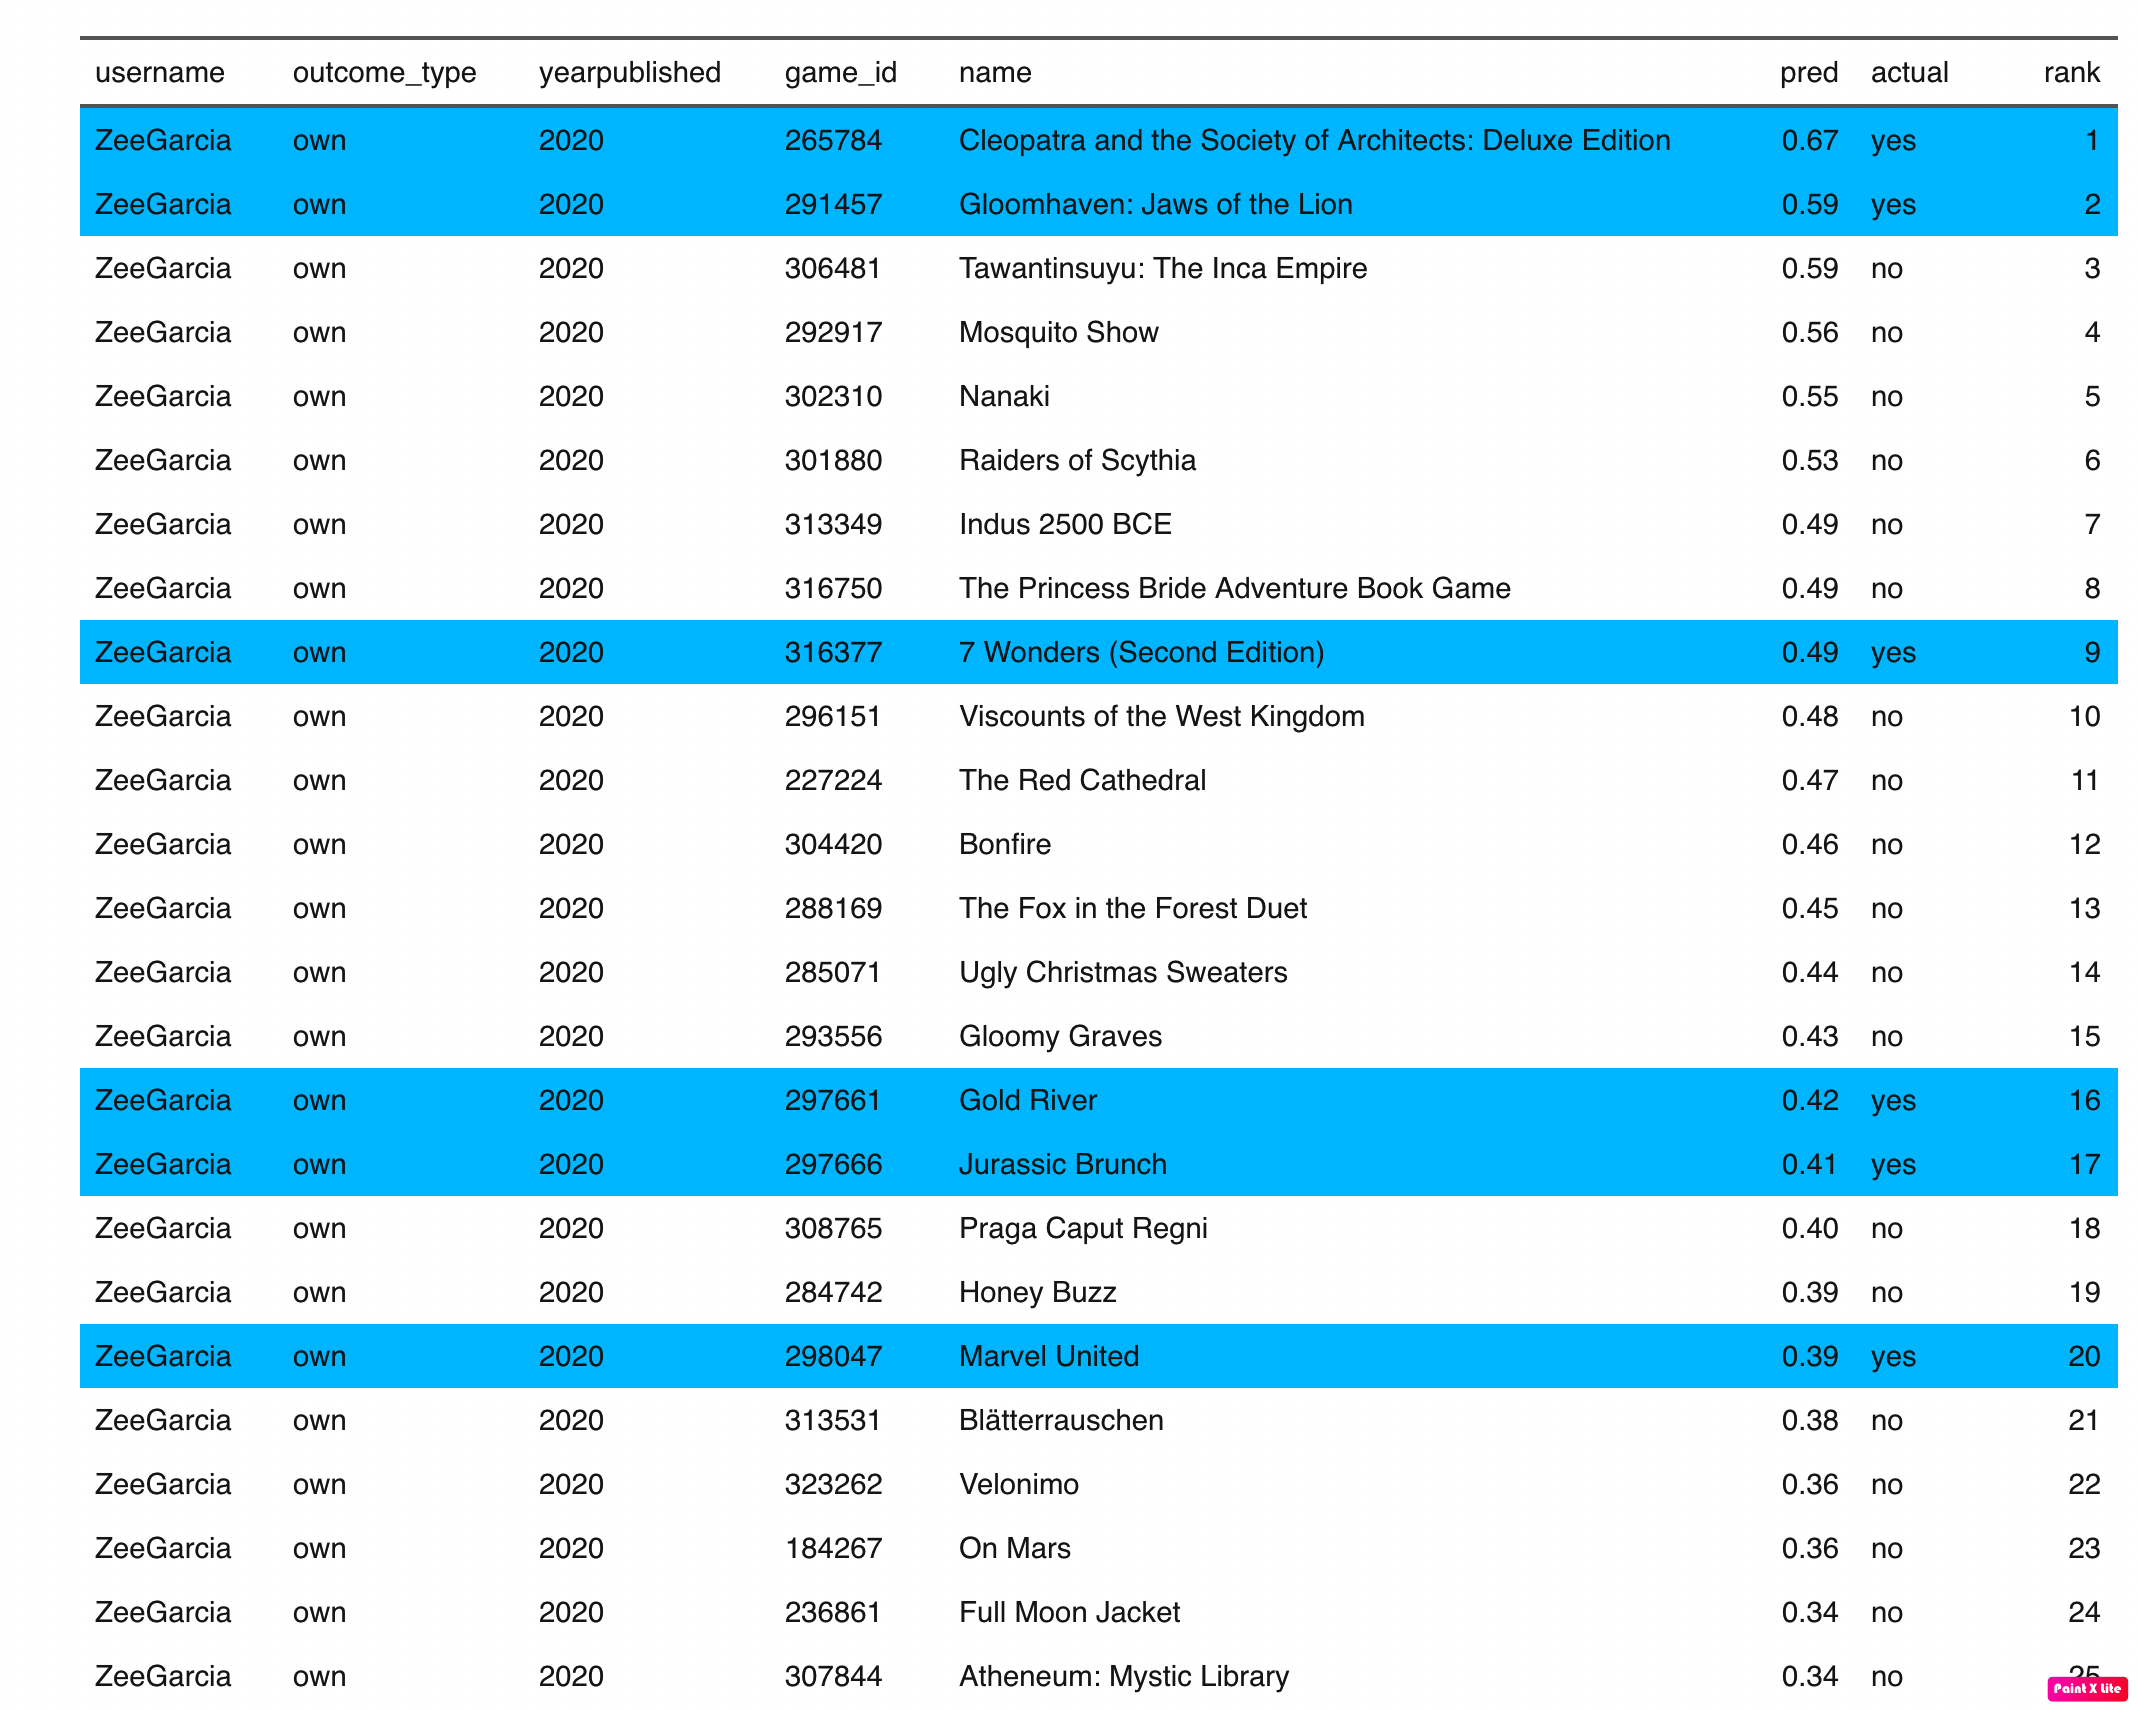 username outcome_type yearpublished game_id name pred actual rank
ZeeGarcia own 2020 265784 Cleopatra and the Society of Architects: Deluxe Edition 0.67 yes 1
ZeeGarcia own 2020 291457 Gloomhaven: Jaws of the Lion 0.59 yes 2
ZeeGarcia own 2020 306481 Tawantinsuyu: The Inca Empire 0.59 no 3
ZeeGarcia own 2020 292917 Mosquito Show 0.56 no 4
ZeeGarcia own 2020 302310 Nanaki 0.55 no 5
ZeeGarcia own 2020 301880 Raiders of Scythia 0.53 no 6
ZeeGarcia own 2020 313349 Indus 2500 BCE 0.49 no 7
ZeeGarcia own 2020 316750 The Princess Bride Adventure Book Game 0.49 no 8
ZeeGarcia own 2020 316377 7 Wonders (Second Edition) 0.49 yes 9
ZeeGarcia own 2020 296151 Viscounts of the West Kingdom 0.48 no 10
ZeeGarcia own 2020 227224 The Red Cathedral 0.47 no 11
ZeeGarcia own 2020 304420 Bonfire 0.46 no 12
ZeeGarcia own 2020 288169 The Fox in the Forest Duet 0.45 no 13
ZeeGarcia own 2020 285071 Ugly Christmas Sweaters 0.44 no 14
ZeeGarcia own 2020 293556 Gloomy Graves 0.43 no 15
ZeeGarcia own 2020 297661 Gold River 0.42 yes 16
ZeeGarcia own 2020 297666 Jurassic Brunch 0.41 yes 17
ZeeGarcia own 2020 308765 Praga Caput Regni 0.40 no 18
ZeeGarcia own 2020 284742 Honey Buzz 0.39 no 19
ZeeGarcia own 2020 298047 Marvel United 0.39 yes 20
ZeeGarcia own 2020 313531 Blätterrauschen 0.38 no 21
ZeeGarcia own 2020 323262 Velonimo 0.36 no 22
ZeeGarcia own 2020 184267 On Mars 0.36 no 23
ZeeGarcia own 2020 236861 Full Moon Jacket 0.34 no 24
ZeeGarcia own 2020 307844 Atheneum: Mystic Library 0.34 no 25
Paint X Lite